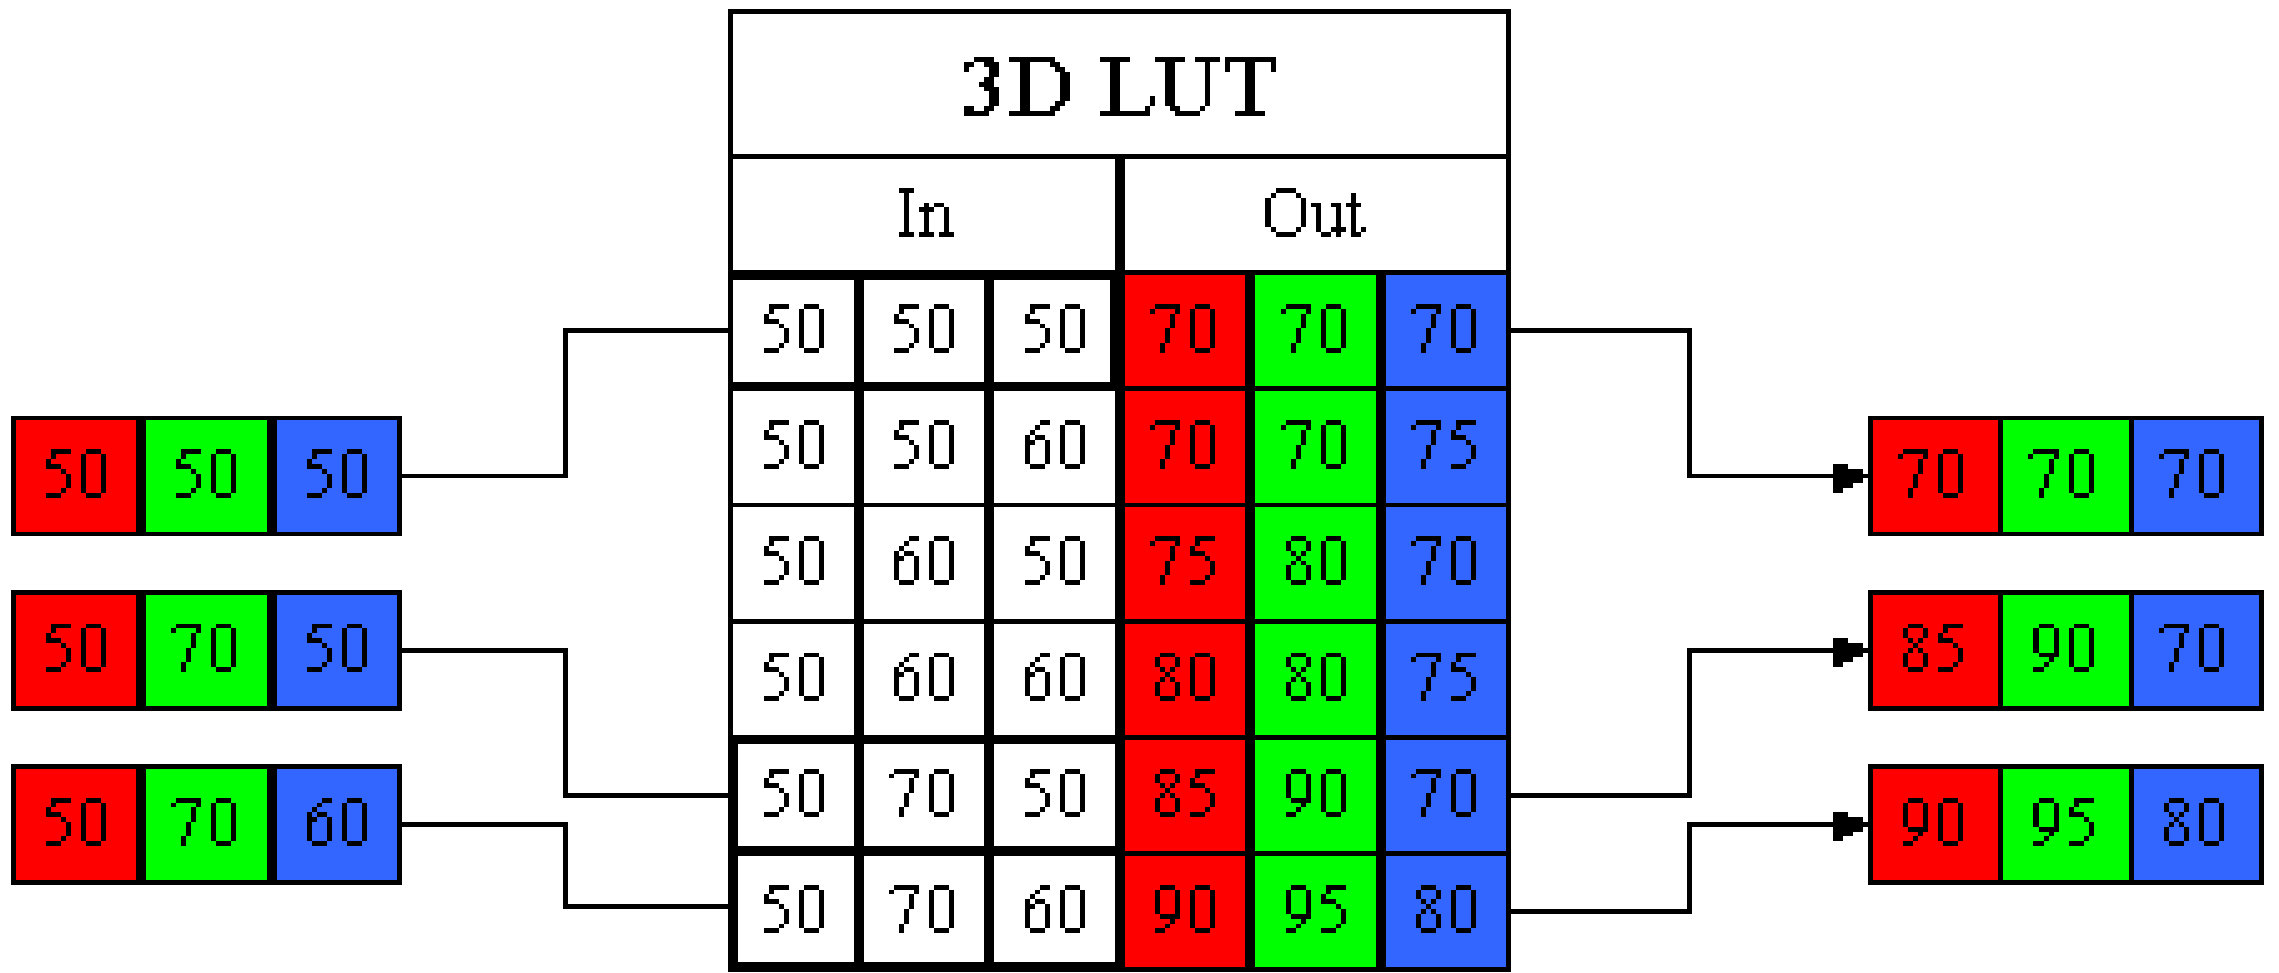 3D LUT
In Out
50 50 50 70 70 70
50 50 60 70 70 75
50 50 50 70 70 70
50 60 50 75 80 70
50 70 50 85 90 70
50 60 60 80 80 75
50 70 50 85 90 70
50 70 60 90 95 80
50 70 60 90 95 80